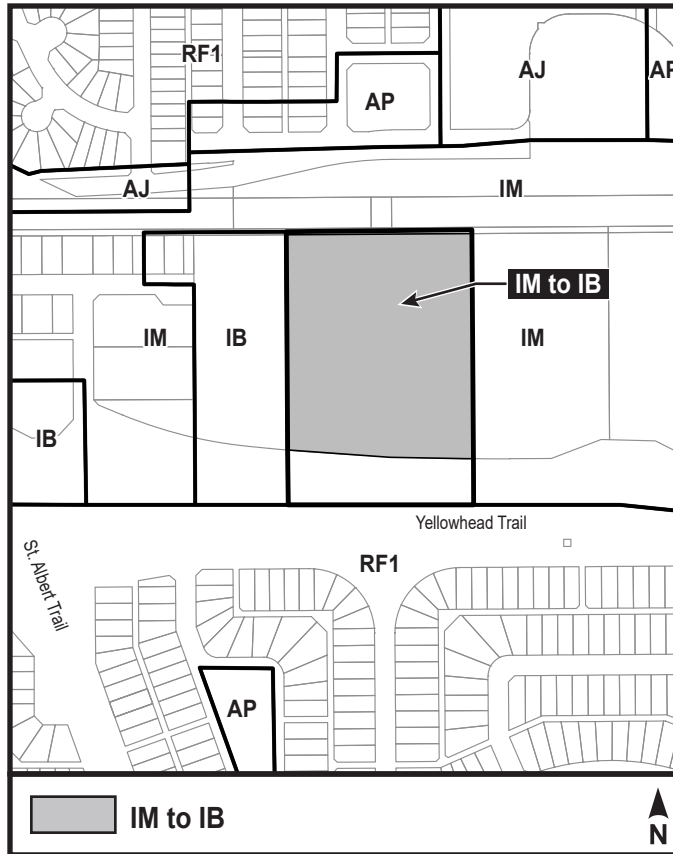 RF1
AJ
AP
AP
AJ
IM
IM to IB
IM
IB
IM
IB
Yellowhead Trail
St. Albert Trail
RF1
AP
IM to IB
N